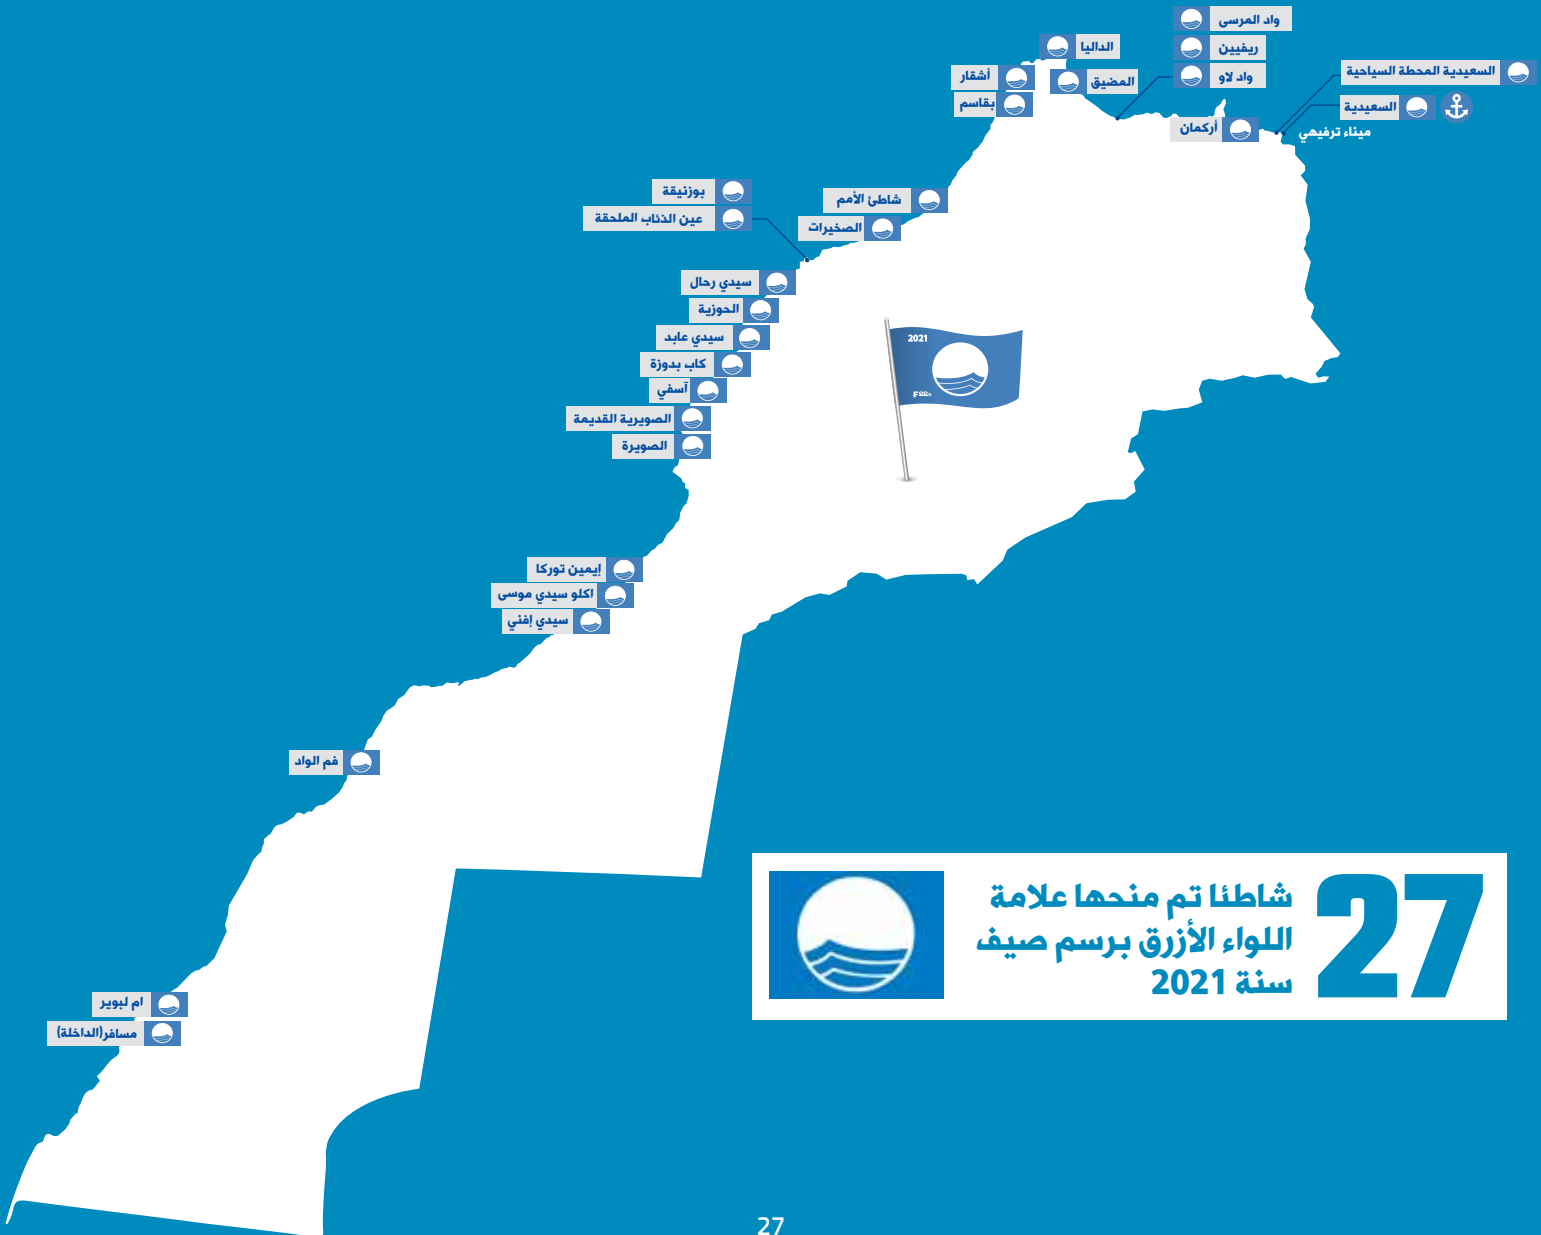 واد المرسى
ريفيين
واد لاو
الداليا
المضيق
أشقار
بقاسم
السعيدية المحطة السياحية
السعيدية
ميناء ترفيهي
أركمان
بوزنيقة
عين الذئاب الملحقة
شاطئ الأمم
الصخيرات
سيدي رحال
الحوزية
سيدي عابد
كاب بدوزة
آسفي
الصويرية القديمة
الصويرة
2021
إيمين توركا
اكلو سيدي موسى
سيدي إفني
فم الواد
27
شاطئا تم منحها علامة
اللواء الأزرق برسم صيف
سنة 2021
ام لبوير
مسافر(الداخلة)
27